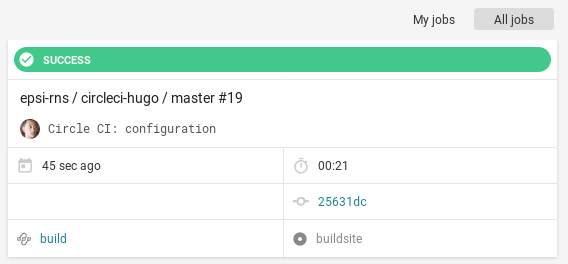 My jobs
All jobs
SUCCESS
epsi-rns / circleci-hugo / master #19
Circle CI: configuration
45 sec ago
00:21
25631dc
build
buildsite